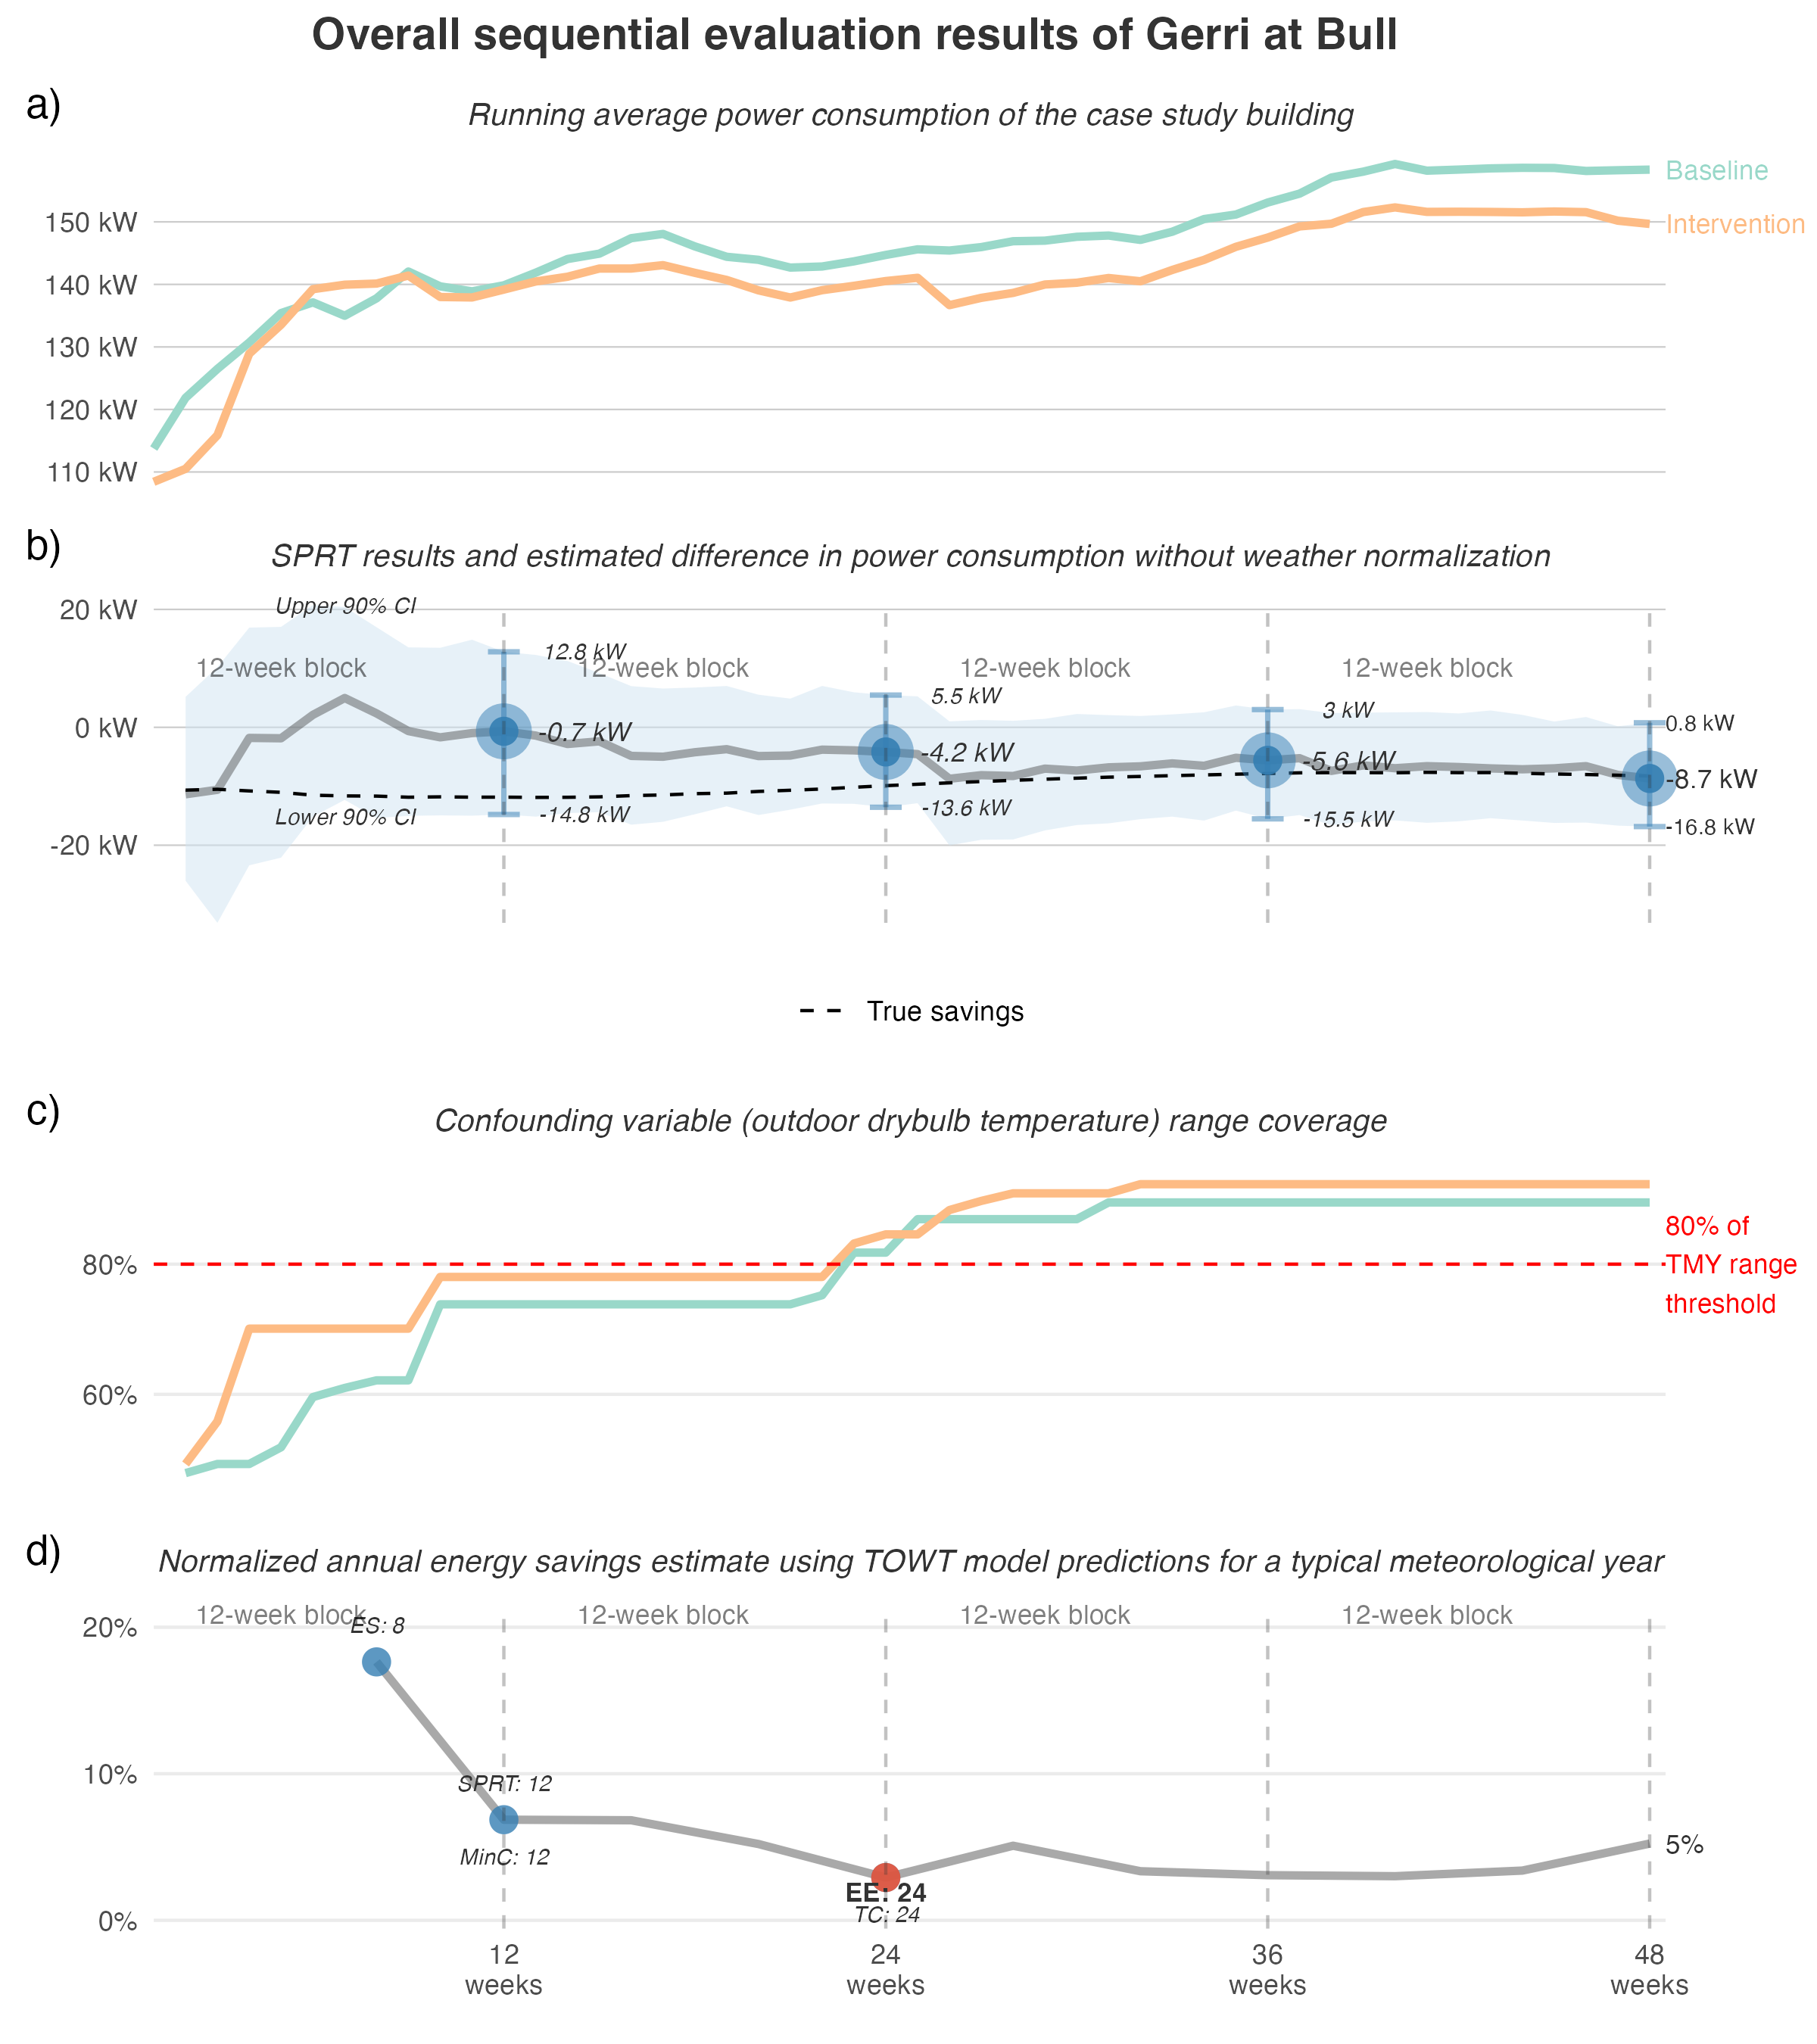 Overall sequential evaluation results of Gerri at Bull
a)
Running average power consumption of the case study building
Baseline
150 kW
Intervention
140 kW
130 kW
120 kW
110 kW
b)
SPRT results and estimated difference in power consumption without weather normalization
20 kW
Upper 90% CI
12.8 kW
12-week block
12-week block
12-week block
12-week block
5.5 kW
3 kW
0.8 kW
0 kW
-0.7 kW
-4.2 kW
-5.6 kW
-8.7 kW
Lower 90% CI
-14.8 kW
-13.6 kW
-15.5 kW
-16.8 kW
-20 kW
True savings
c)
Confounding variable (outdoor drybulb temperature) range coverage
80% of
TMY range
threshold
80%
60%
d)
Normalized annual energy savings estimate using TOWT model predictions for a typical meteorological year
12-week block
12-week block
12-week block
12-week block
20%
ES: 8
10%
SPRT: 12
MinC: 12
5%
EE: 24
TC: 24
0%
12
weeks
24
weeks
36
weeks
48
weeks